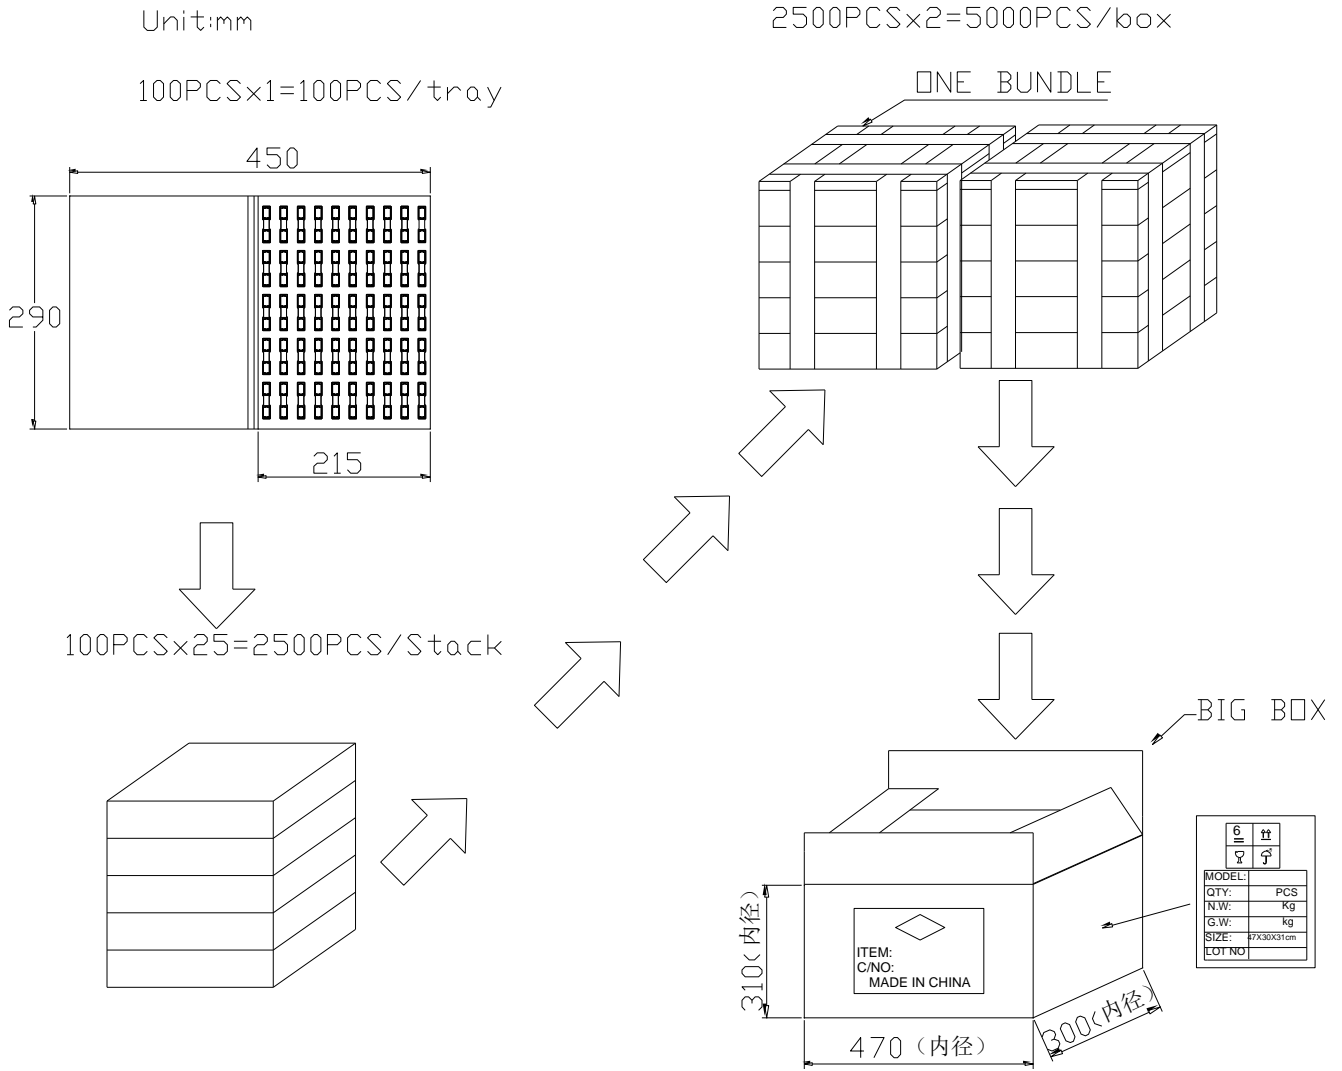 Unit:mm
100PCSx1=100PCS/tray
450
290
215
100PCSx25=2500PCS/Stack
2500PCSx2=5000PCS/box
ONE BUNDLE
BIG BOX
6
MODEL:
QTY: PCS
N.W: Kg
G.W: kg
SIZE: 47X30X31cm
LOT NO
ITEM:
C/NO:
MADE IN CHINA
310(内径)
470（内径）
300(内径)